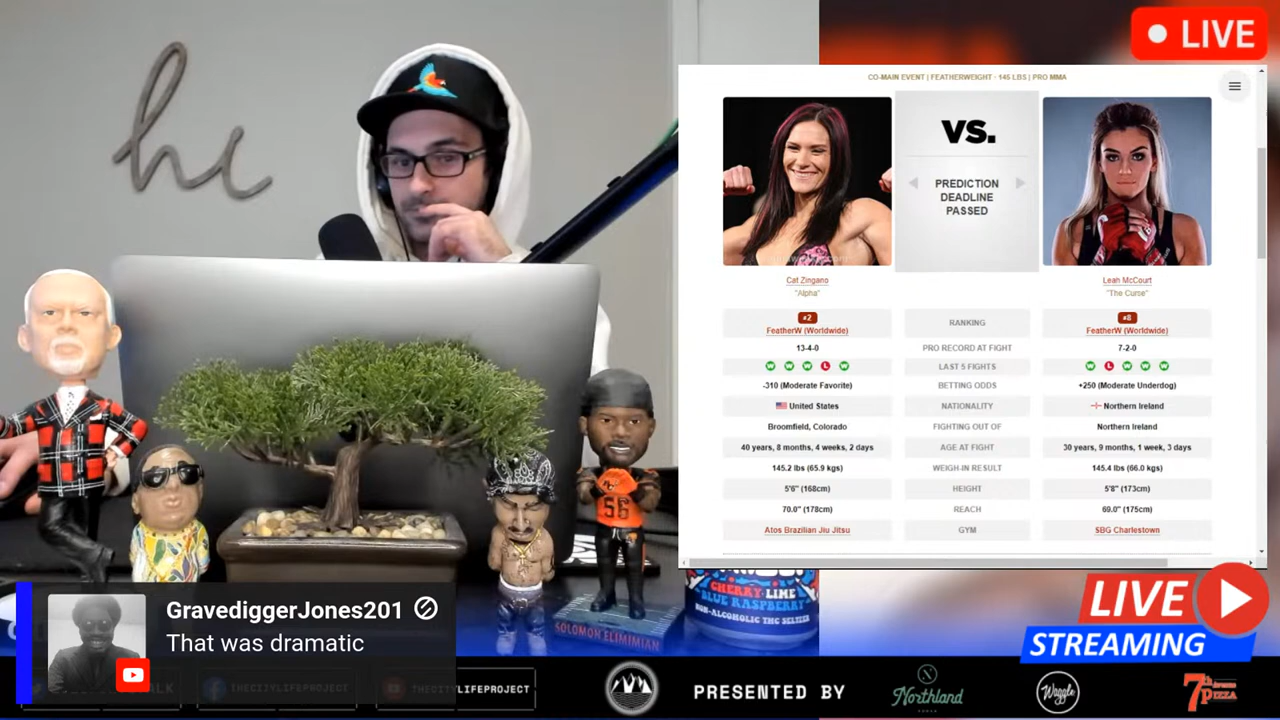 hi
LIVE
CO-MAIN EVENT | FEATHERWEIGHT · 145 LBS | PRO MMA
VS.
PREDICTION
DEADLINE
PASSED
Cat Zingano
"Alpha"
Leah McCourt
"The Curse"
#2
FeatherW (Worldwide)
RANKING
#8
FeatherW (Worldwide)
13-4-0
PRO RECORD AT FIGHT
7-2-0
W W W L W
LAST 5 FIGHTS
W L W W W
-310 (Moderate Favorite)
BETTING ODDS
+250 (Moderate Underdog)
United States
NATIONALITY
Northern Ireland
Broomfield, Colorado
FIGHTING OUT OF
Northern Ireland
40 years, 8 months, 4 weeks, 2 days
AGE AT FIGHT
30 years, 9 months, 1 week, 3 days
145.2 lbs (65.9 kgs)
WEIGH-IN RESULT
145.4 lbs (66.0 kgs)
5'6" (168cm)
HEIGHT
5'8" (173cm)
70.0" (178cm)
REACH
69.0" (175cm)
Atos Brazilian Jiu Jitsu
GYM
SBG Charlestown
56
SOLOMON ELIMIMIAN
CHERRY·LIME
BLUE RASPBERRY
NON-ALCOHOLIC THC SELTZER
GravediggerJones201
That was dramatic
LIVE
STREAMING
THECITYLIFEPROJECT
THECITYLIFEPROJECT
PRESENTED BY
Northland
Waggle
7th Avenue
PIZZA